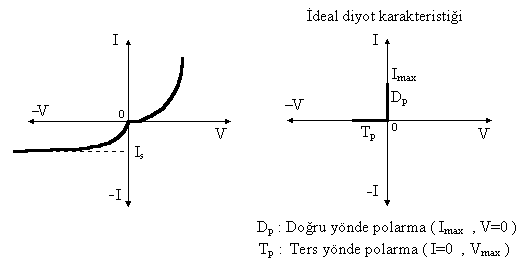 İdeal diyot karakteristiği
I
I
Imax
Dp
–V
0
V
Is
-I
–V
Tp
0
V
-I
Dp : Doğru yönde polarma ( Imax , V=0 )
Tp : Ters yönde polarma ( I=0 , Vmax )